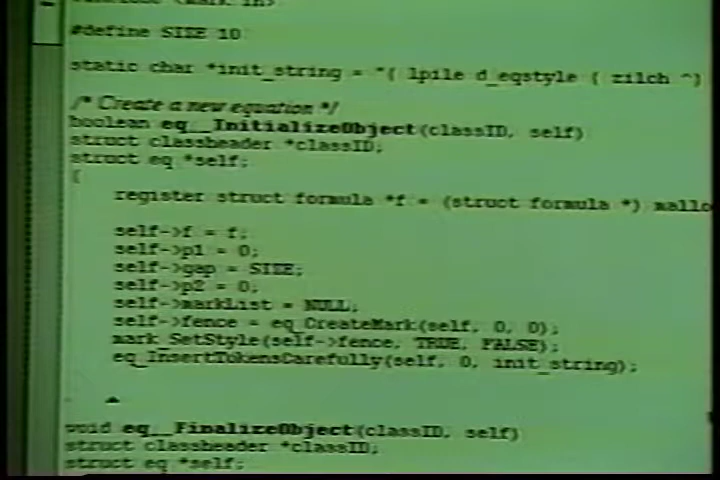 #define SIZE 10
static char *init_string = "{ lpile d_eqstyle { zilch ^}
/* Create a new equation */
boolean eq__InitializeObject(classID, self)
struct classheader *classID;
struct eq *self;
{
register struct formula *f = (struct formula *) mallo
self->f = f;
self->p1 = 0;
self->gap = SIZE;
self->p2 = 0;
self->markList = NULL;
self->fence = eq_CreateMark(self, 0, 0);
mark_SetStyle(self->fence, TRUE, FALSE);
eq_InsertTokensCarefully(self, 0, init_string);
void eq__FinalizeObject(classID, self)
struct classheader *classID;
struct eq *self;